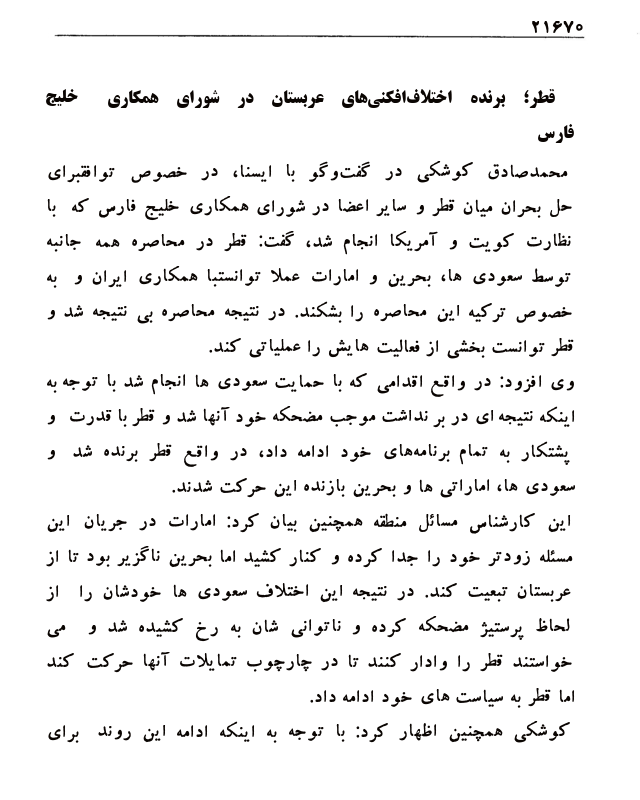 ۲۱۶۷۰
قطر؛ برنده اختلاف‌افکنی‌های عربستان در شورای همکاری خلیج
فارس
محمدصادق کوشکی در گفت‌وگو با ایسنا، در خصوص توافقبرای
حل بحران میان قطر و سایر اعضا در شورای همکاری خلیج فارس که با
نظارت کویت و آمریکا انجام شد، گفت: قطر در محاصره همه جانبه
توسط سعودی ها، بحرین و امارات عملا توانستبا همکاری ایران و به
خصوص ترکیه این محاصره را بشکند. در نتیجه محاصره بی نتیجه شد و
قطر توانست بخشی از فعالیت هایش را عملیاتی کند.
وی افزود: در واقع اقدامی که با حمایت سعودی ها انجام شد با توجه به
اینکه نتیجه ای در بر نداشت موجب مضحکه خود آنها شد و قطر با قدرت و
پشتکار به تمام برنامه‌های خود ادامه داد، در واقع قطر برنده شد و
سعودی ها، اماراتی ها و بحرین بازنده این حرکت شدند.
این کارشناس مسائل منطقه همچنین بیان کرد: امارات در جریان این
مسئله زودتر خود را جدا کرده و کنار کشید اما بحرین ناگزیر بود تا از
عربستان تبعیت کند. در نتیجه این اختلاف سعودی ها خودشان را از
لحاظ پرستیژ مضحکه کرده و ناتوانی شان به رخ کشیده شد و می
خواستند قطر را وادار کنند تا در چارچوب تمایلات آنها حرکت کند
اما قطر به سیاست های خود ادامه داد.
کوشکی همچنین اظهار کرد: با توجه به اینکه ادامه این روند برای